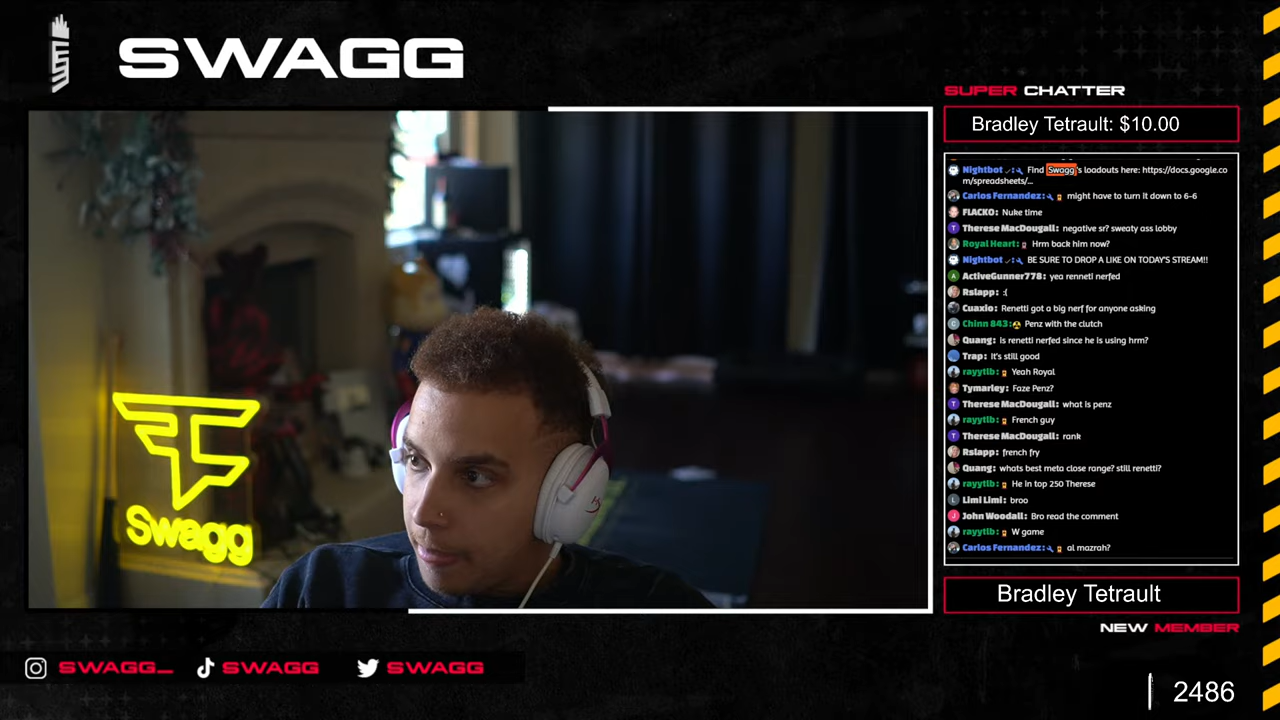 SWAGG
SUPER CHATTER
Bradley Tetrault: $10.00
Nightbot Find Swagg's loadouts here: https://docs.google.co
m/spreadsheets/...
Carlos Fernandez: might have to turn it down to 6-6
FLACKO: Nuke time
Therese MacDougall: negative sr? sweaty ass lobby
Royal Heart: Hrm back him now?
Nightbot BE SURE TO DROP A LIKE ON TODAY'S STREAM!!
ActiveGunner778: yea renneti nerfed
Rslapp: :(
Cuaxio: Renetti got a big nerf for anyone asking
Chinn 843: Penz with the clutch
Quang: is renetti nerfed since he is using hrm?
Trap: It's still good
rayytlb: Yeah Royal
Tymarley: Faze Penz?
Therese MacDougall: what is penz
rayytlb: French guy
Therese MacDougall: rank
Rslapp: french fry
Quang: whats best meta close range? still renetti?
rayytlb: He in top 250 Therese
Limi Limi: broo
John Woodall: Bro read the comment
rayytlb: W game
Carlos Fernandez: al mazrah?
Swagg
Bradley Tetrault
NEW MEMBER
SWAGG_ SWAGG SWAGG
2486